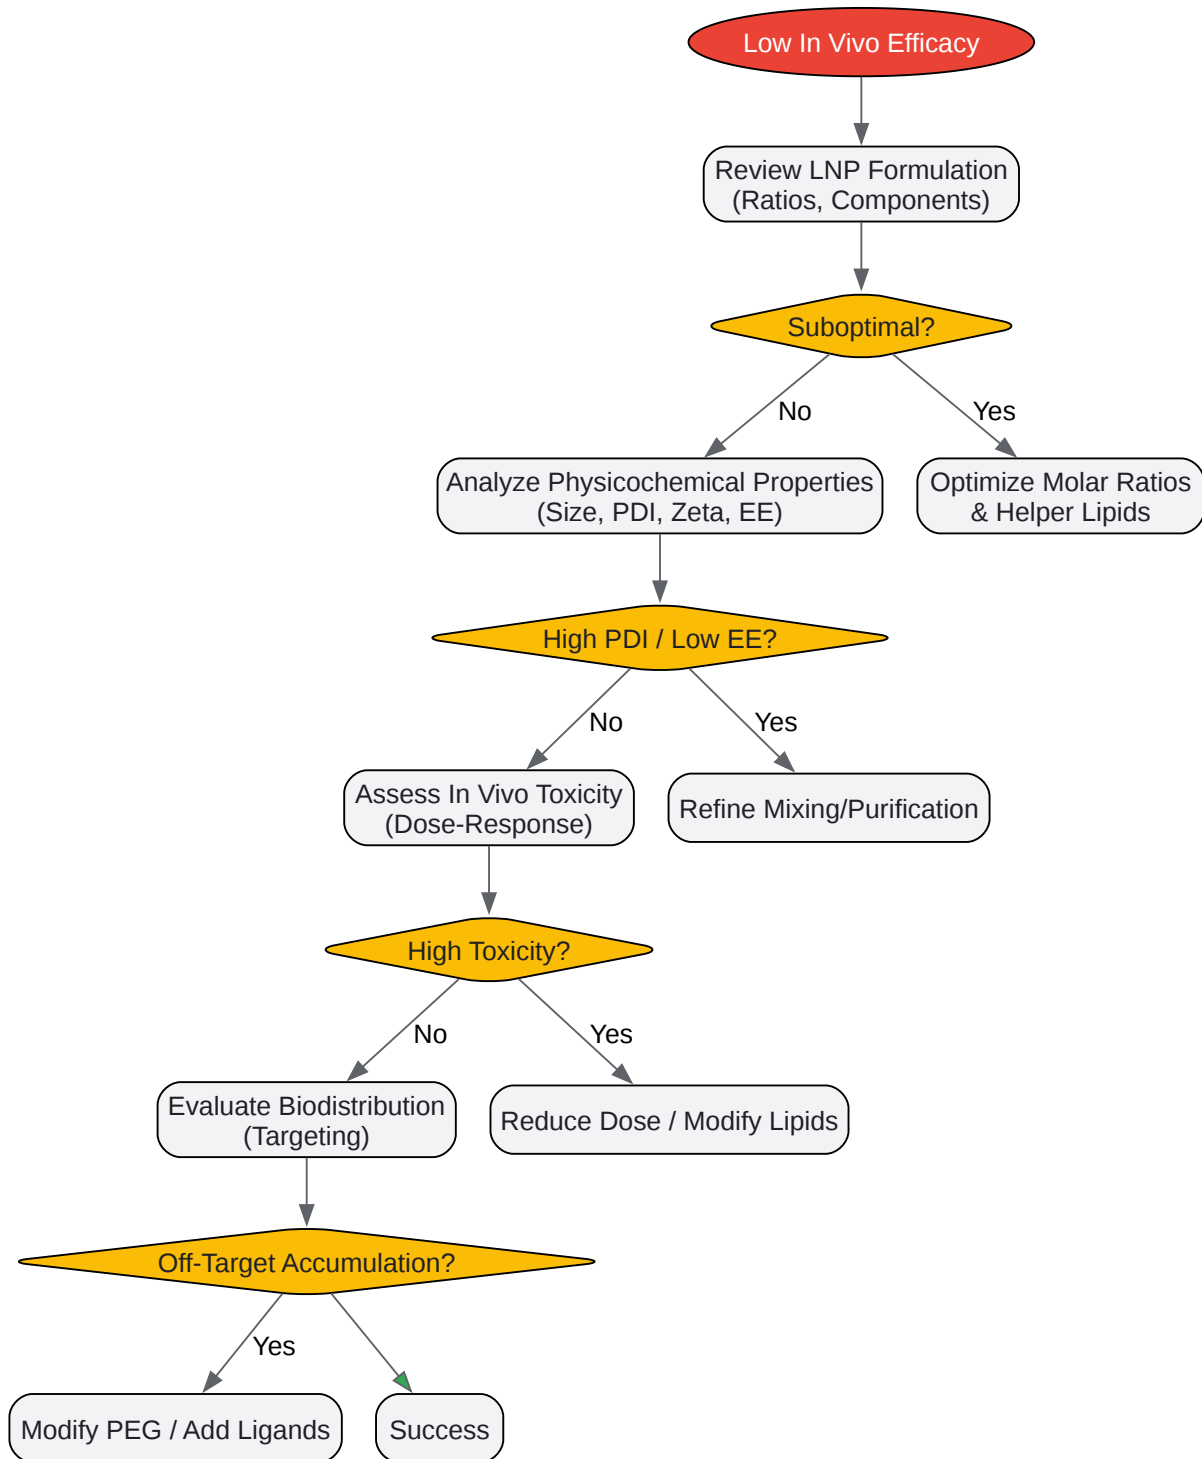 Low In Vivo Efficacy
Review LNP Formulation
(Ratios, Components)
Suboptimal?
No
Yes
Analyze Physicochemical Properties
(Size, PDI, Zeta, EE)
Optimize Molar Ratios
& Helper Lipids
High PDI / Low EE?
No
Yes
Assess In Vivo Toxicity
(Dose-Response)
Refine Mixing/Purification
High Toxicity?
No
Yes
Evaluate Biodistribution
(Targeting)
Reduce Dose / Modify Lipids
Off-Target Accumulation?
Yes
Modify PEG / Add Ligands
Success